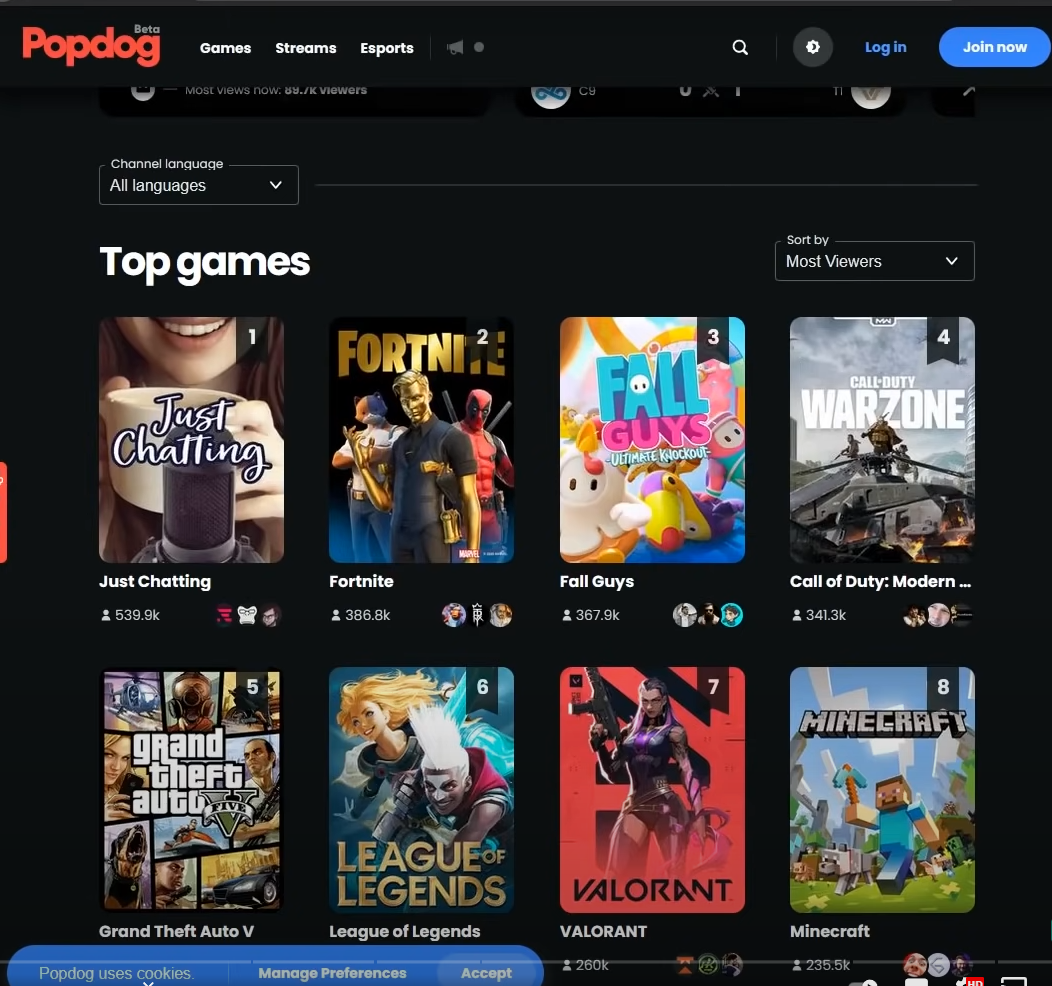 Beta
Popdog
Games Streams Esports
Log in
Join now
Most views now: 89.7k viewers
C9 0 1 T1
Channel language
All languages
Top games
Sort by
Most Viewers
1
Just
Chatting
Just Chatting
539.9k
2
FORTNITE
MARVEL
Fortnite
386.8k
3
FALL
GUYS
ULTIMATE KNOCKOUT
Fall Guys
367.9k
4
CALL OF DUTY
WARZONE
Call of Duty: Modern ...
341.3k
5
grand
theft
auto
FIVE
Grand Theft Auto V
6
LEAGUE OF
LEGENDS
League of Legends
7
VALORANT
VALORANT
260k
8
MINECRAFT
Minecraft
235.5k
Popdog uses cookies.
Manage Preferences
Accept
HD